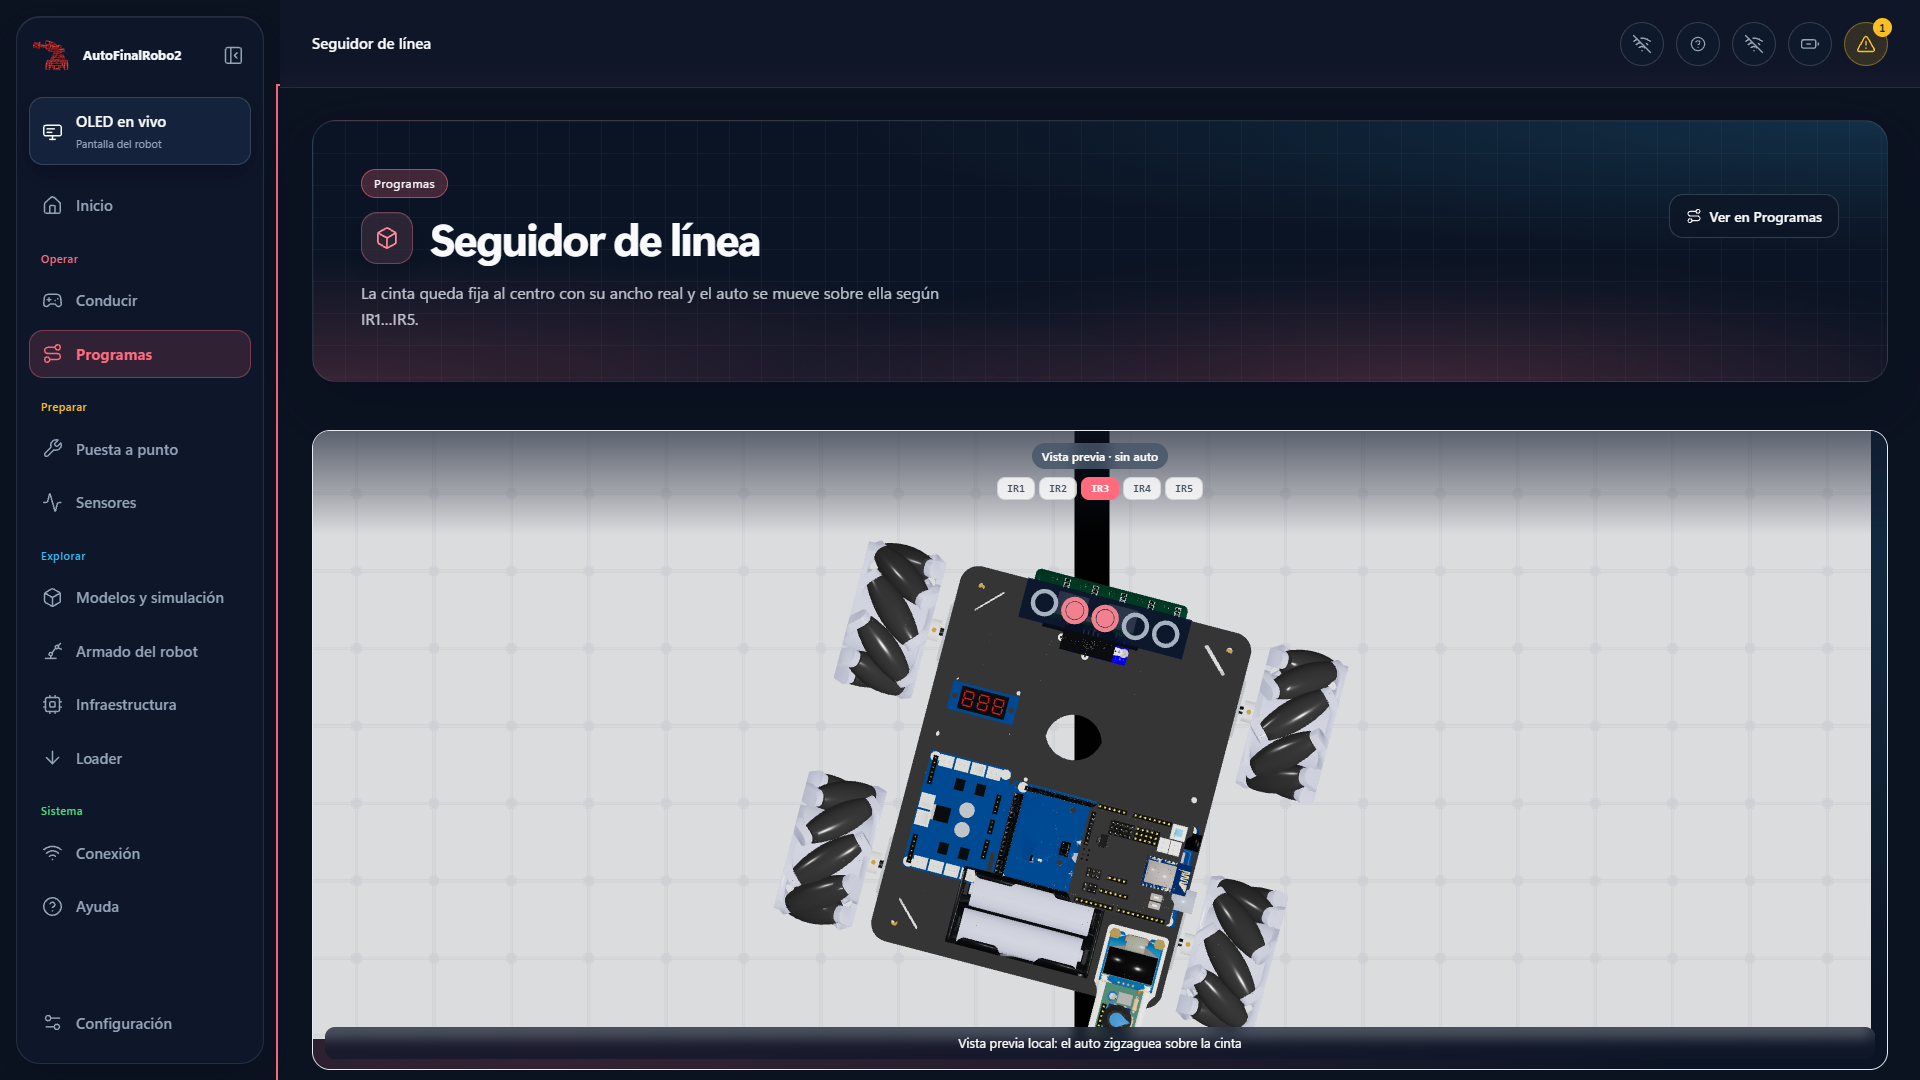 AutoFinalRobo2
OLED en vivo
Pantalla del robot
Inicio
Operar
Conducir
Programas
Preparar
Puesta a punto
Sensores
Explorar
Modelos y simulación
Armado del robot
Infraestructura
Loader
Sistema
Conexión
Ayuda
Configuración
Seguidor de línea
1
Programas
Seguidor de línea
La cinta queda fija al centro con su ancho real y el auto se mueve sobre ella según
IR1...IR5.
Ver en Programas
Vista previa · sin auto
IR1 IR2 IR3 IR4 IR5
888
Vista previa local: el auto zigzaguea sobre la cinta